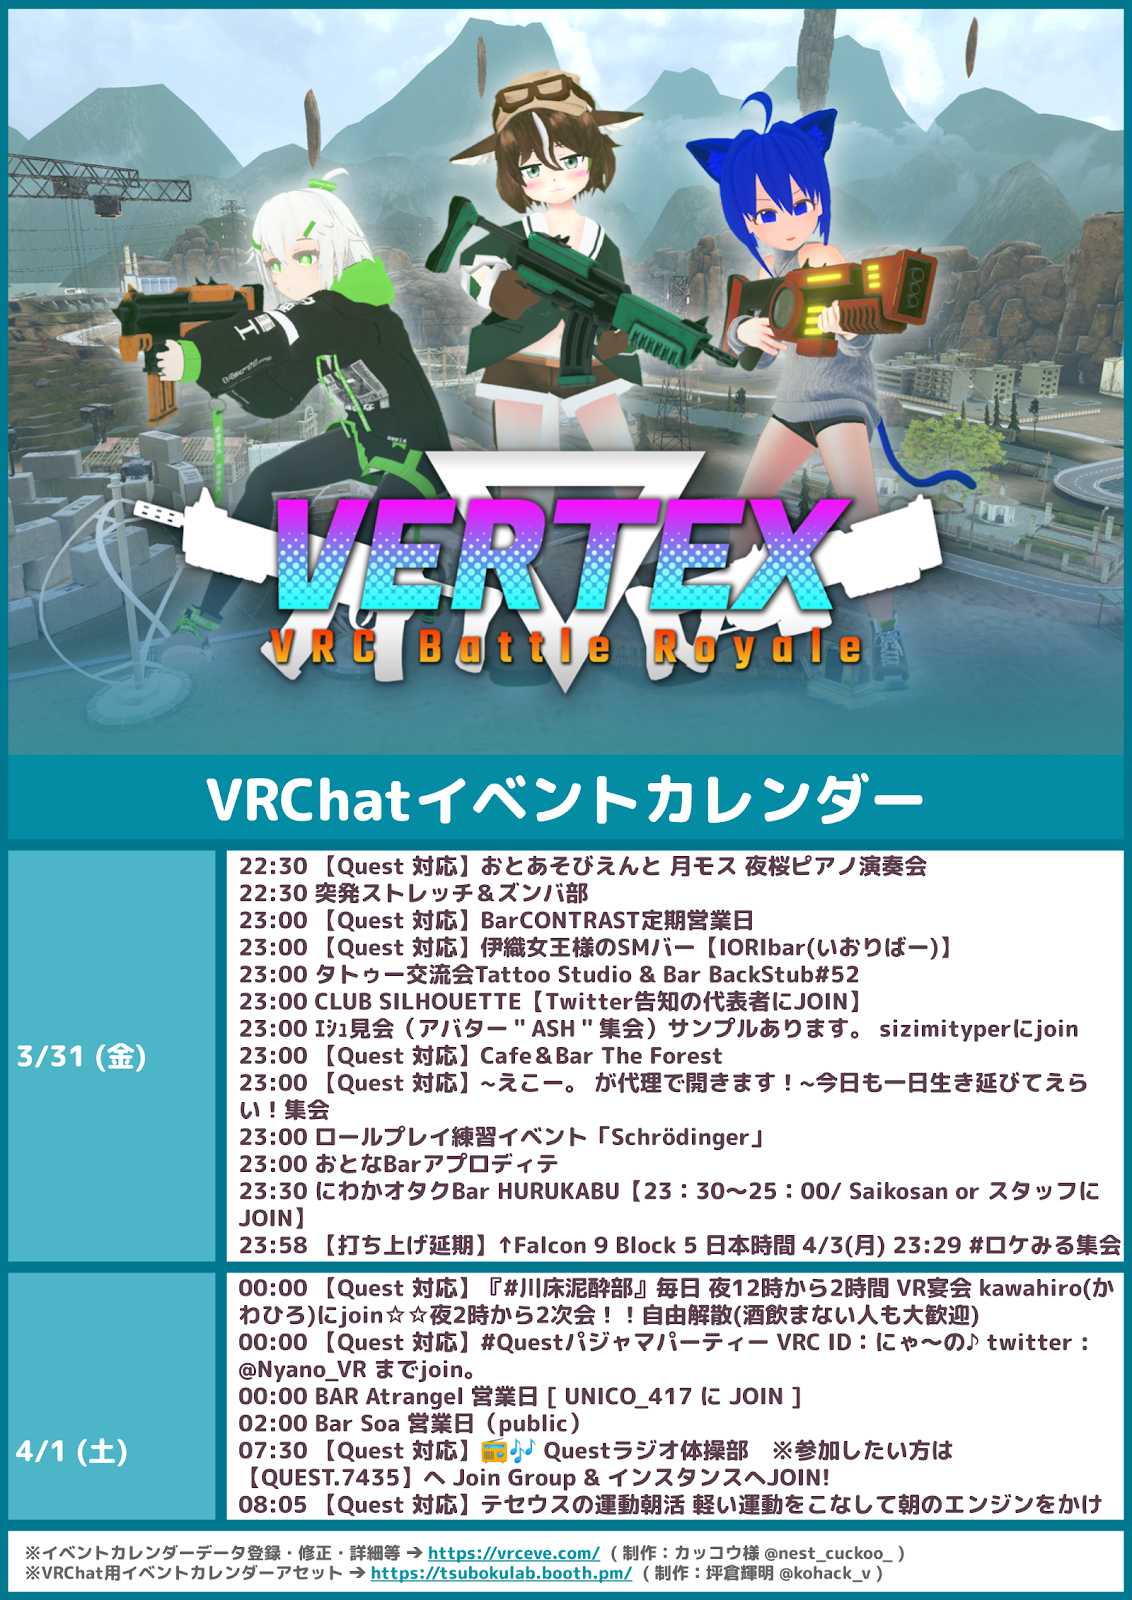 VERTEX
VRC Battle Royale
VRChatイベントカレンダー
3/31 (金)
22:30 【Quest 対応】おとあそびえんと 月モス 夜桜ピアノ演奏会
22:30 突発ストレッチ＆ズンバ部
23:00 【Quest 対応】BarCONTRAST定期営業日
23:00 【Quest 対応】伊織女王様のSMバー【IORIbar(いおりばー)】
23:00 タトゥー交流会Tattoo Studio & Bar BackStub#52
23:00 CLUB SILHOUETTE【Twitter告知の代表者にJOIN】
23:00 ｴｼｭ見会（アバター＂ASH＂集会）サンプルあります。 sizimityperにjoin
23:00 【Quest 対応】Cafe＆Bar The Forest
23:00 【Quest 対応】~えこー。 が代理で開きます！~今日も一日生き延びてえら
い！集会
23:00 ロールプレイ練習イベント「Schrödinger」
23:00 おとなBarアプロディテ
23:30 にわかオタクBar HURUKABU【23：30～25：00/ Saikosan or スタッフに
JOIN】
23:58 【打ち上げ延期】↑Falcon 9 Block 5 日本時間 4/3(月) 23:29 #ロケみる集会
4/1 (土)
00:00 【Quest 対応】『#川床泥酔部』毎日 夜12時から2時間 VR宴会 kawahiro(か
わひろ)にjoin☆☆夜2時から2次会！！自由解散(酒飲まない人も大歓迎)
00:00 【Quest 対応】#Questパジャマパーティー VRC ID：にゃ～の♪ twitter：
@Nyano_VR までjoin。
00:00 BAR Atrangel 営業日 [ UNICO_417 に JOIN ]
02:00 Bar Soa 営業日（public）
07:30 【Quest 対応】📻🎶 Questラジオ体操部　※参加したい方は
【QUEST.7435】へ Join Group & インスタンスへJOIN!
08:05 【Quest 対応】テセウスの運動朝活 軽い運動をこなして朝のエンジンをかけ
※イベントカレンダーデータ登録・修正・詳細等 ➔ https://vrceve.com/ （制作：カッコウ様 @nest_cuckoo_ ）
※VRChat用イベントカレンダーアセット ➔ https://tsubokulab.booth.pm/ （制作：坪倉輝明 @kohack_v ）